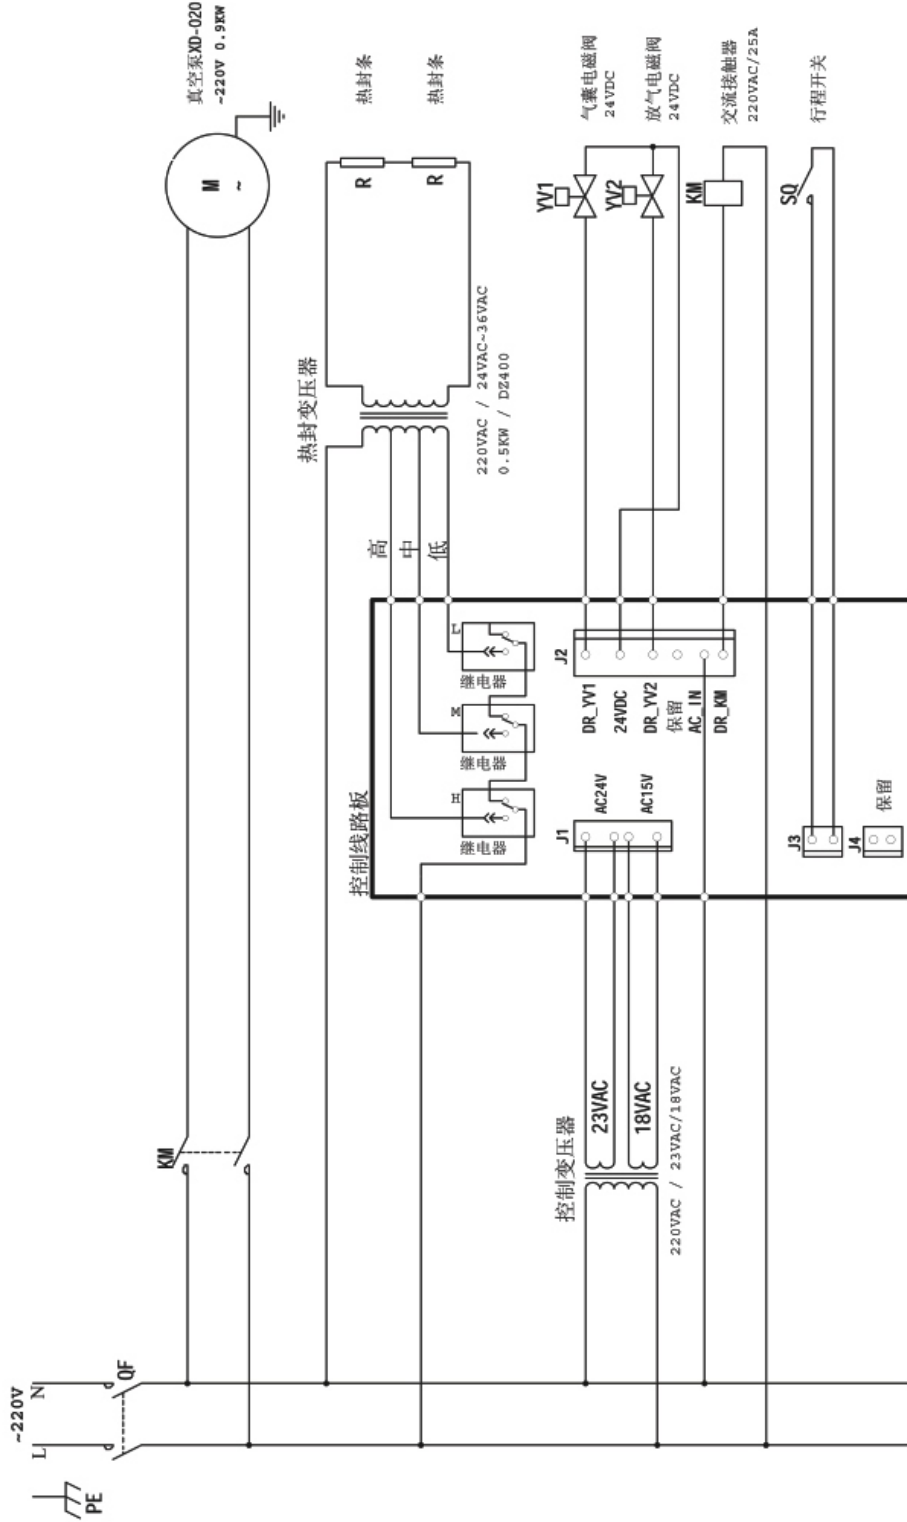 ~220V
L
N
PE
QF
KM
真空泵XD-020
~220V 0.9KW
M
~
热封变压器
220VAC / 24VAC~36VAC
0.5KW / DZ400
热封条
热封条
R
R
高
中
低
控制线路板
继电器
H
继电器
M
继电器
L
控制变压器
23VAC
18VAC
220VAC / 23VAC/18VAC
J1
AC24V
AC15V
J2
DR_YV1
24VDC
DR_YV2
保留
AC_IN
DR_KM
J3
J4
保留
YV1
气囊电磁阀
24VDC
YV2
放气电磁阀
24VDC
KM
交流接触器
220VAC/25A
SQ
行程开关